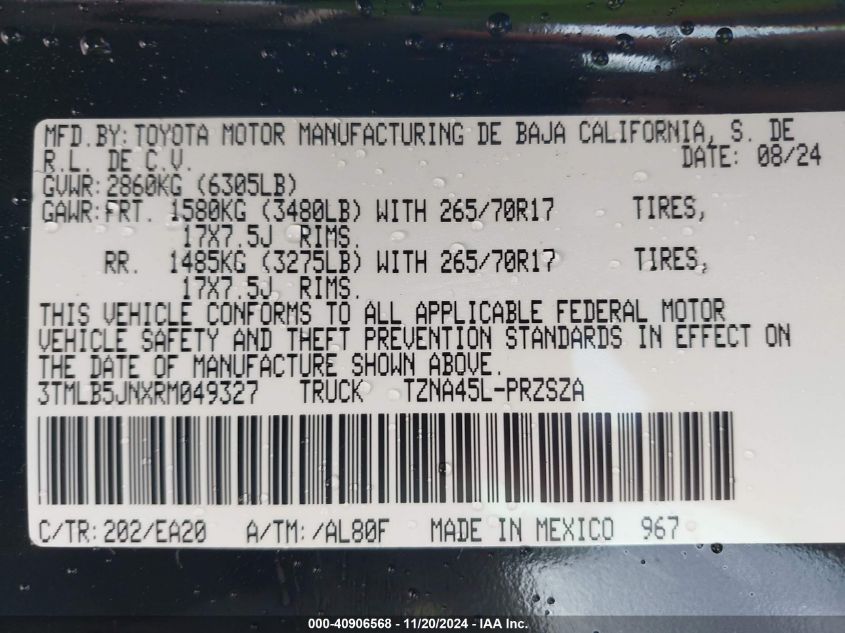 MFD.BY:TOYOTA MOTOR MANUFACTURING DE BAJA CALIFORNIA, S. DE
R.L. DE C.V. DATE: 08/24
GVWR:2860KG (6305LB)
GAWR:FRT. 1580KG (3480LB) WITH 265/70R17 TIRES,
17X7.5J RIMS.
RR. 1485KG (3275LB) WITH 265/70R17 TIRES,
17X7.5J RIMS.
THIS VEHICLE CONFORMS TO ALL APPLICABLE FEDERAL MOTOR
VEHICLE SAFETY AND THEFT PREVENTION STANDARDS IN EFFECT ON
THE DATE OF MANUFACTURE SHOWN ABOVE.
3TMLB5JNXRM049327 TRUCK TZNA45L-PRZSZA
C/TR:202/EA20 A/TM:/AL80F MADE IN MEXICO 967
000-40906568 - 11/20/2024 - IAA Inc.